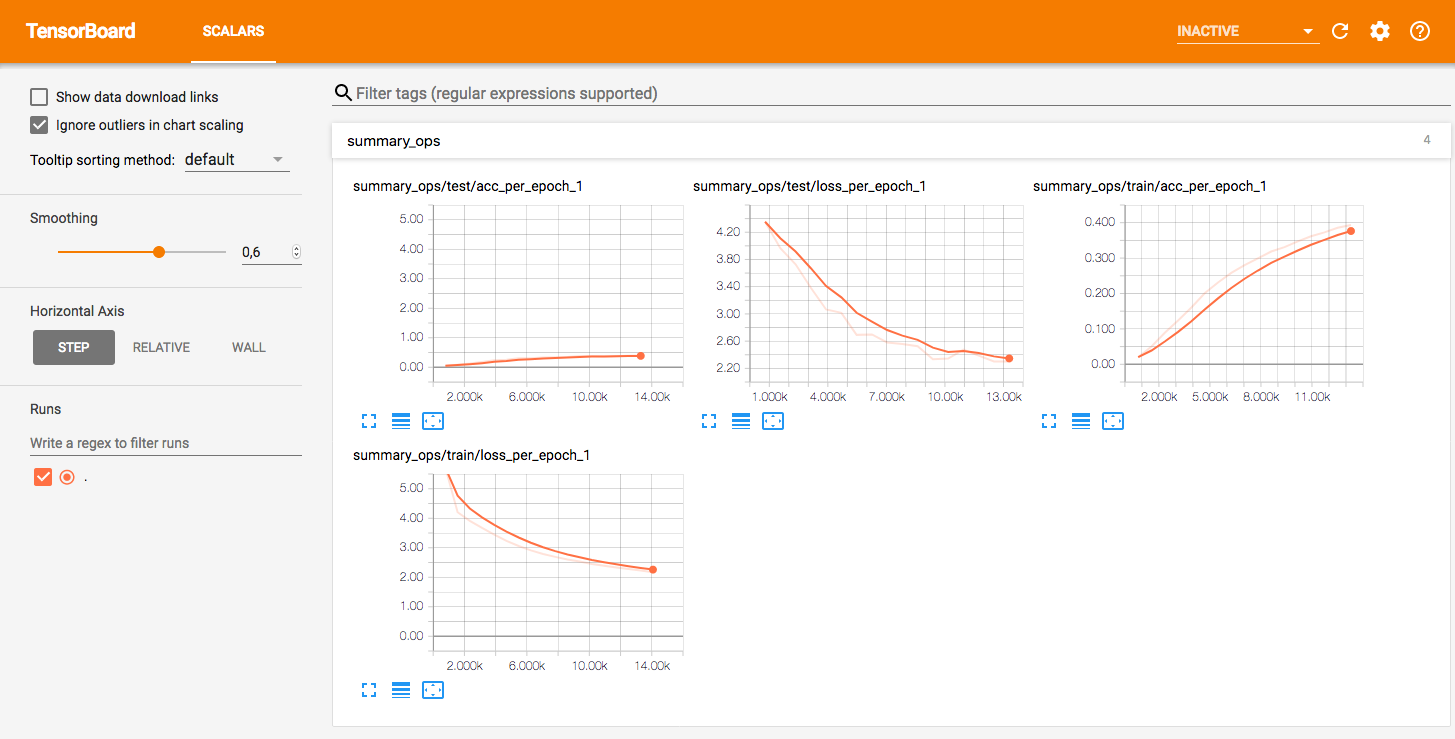 TensorBoard SCALARS INACTIVE
Show data download links
Ignore outliers in chart scaling
Tooltip sorting method: default
Smoothing
0,6
Horizontal Axis
STEP RELATIVE WALL
Runs
Write a regex to filter runs
.
Filter tags (regular expressions supported)
summary_ops 4
summary_ops/test/acc_per_epoch_1
5.00
4.00
3.00
2.00
1.00
0.00
2.000k 6.000k 10.00k 14.00k
summary_ops/test/loss_per_epoch_1
4.20
3.80
3.40
3.00
2.60
2.20
1.000k 4.000k 7.000k 10.00k 13.00k
summary_ops/train/acc_per_epoch_1
0.400
0.300
0.200
0.100
0.00
2.000k 5.000k 8.000k 11.00k
summary_ops/train/loss_per_epoch_1
5.00
4.00
3.00
2.00
1.00
0.00
2.000k 6.000k 10.00k 14.00k